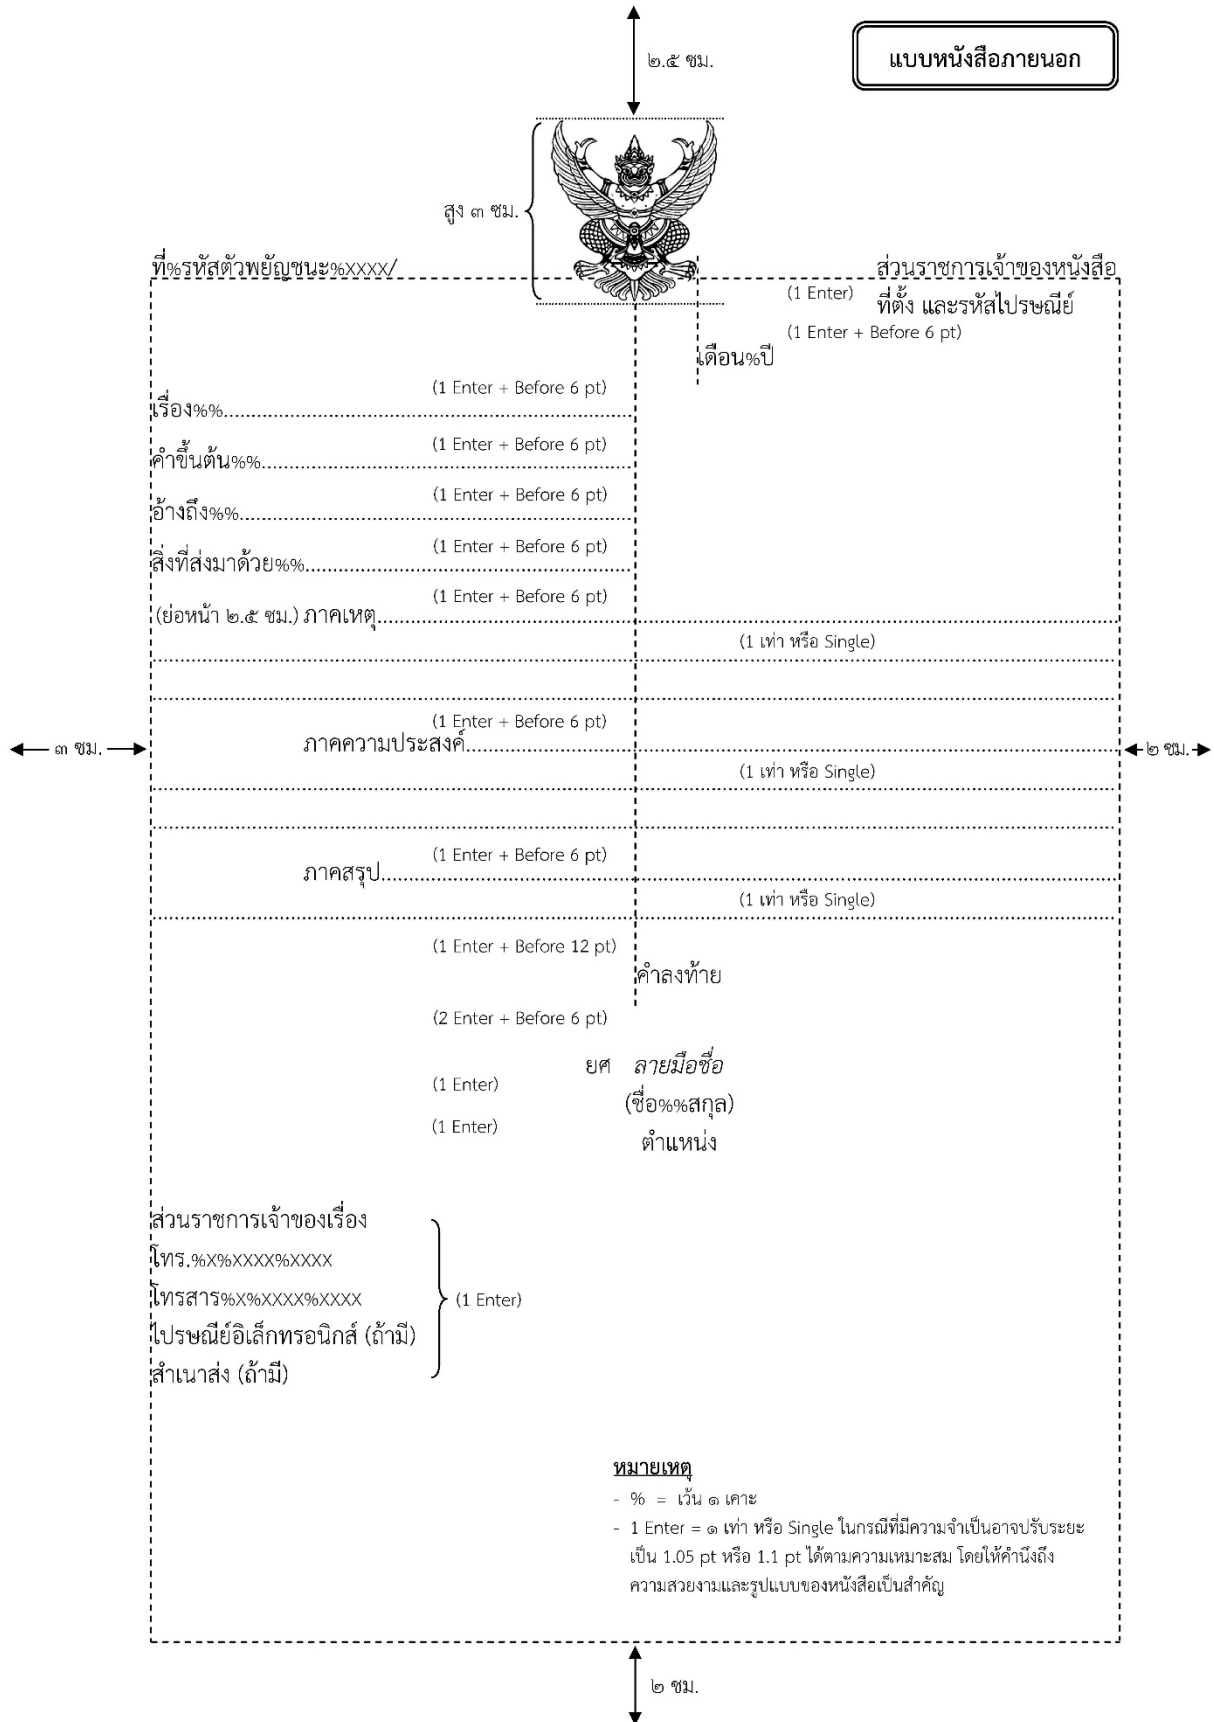 ๒.๕ ซม.
แบบหนังสือภายนอก
สูง ๓ ซม.
ที่%รหัสตัวพยัญชนะ%XXXX/
ส่วนราชการเจ้าของหนังสือ
(1 Enter)
ที่ตั้ง และรหัสไปรษณีย์
(1 Enter + Before 6 pt)
เดือน%ปี
(1 Enter + Before 6 pt)
เรื่อง%%
(1 Enter + Before 6 pt)
คำขึ้นต้น%%
(1 Enter + Before 6 pt)
อ้างถึง%%
(1 Enter + Before 6 pt)
สิ่งที่ส่งมาด้วย%%
(1 Enter + Before 6 pt)
(ย่อหน้า ๒.๕ ซม.) ภาคเหตุ
(1 เท่า หรือ Single)
(1 Enter + Before 6 pt)
ภาคความประสงค์
๓ ซม.
๒ ซม.
(1 เท่า หรือ Single)
(1 Enter + Before 6 pt)
ภาคสรุป
(1 เท่า หรือ Single)
(1 Enter + Before 12 pt)
คำลงท้าย
(2 Enter + Before 6 pt)
ยศ ลายมือชื่อ
(1 Enter)
(ชื่อ%%สกุล)
(1 Enter)
ตำแหน่ง
ส่วนราชการเจ้าของเรื่อง
โทร.%X%XXXX%XXXX
โทรสาร%X%XXXX%XXXX
(1 Enter)
ไปรษณีย์อิเล็กทรอนิกส์ (ถ้ามี)
สำเนาส่ง (ถ้ามี)
หมายเหตุ
- % = เว้น ๑ เคาะ
- 1 Enter = ๑ เท่า หรือ Single ในกรณีที่มีความจำเป็นอาจปรับระยะ
เป็น 1.05 pt หรือ 1.1 pt ได้ตามความเหมาะสม โดยให้คำนึงถึง
ความสวยงามและรูปแบบของหนังสือเป็นสำคัญ
๒ ซม.